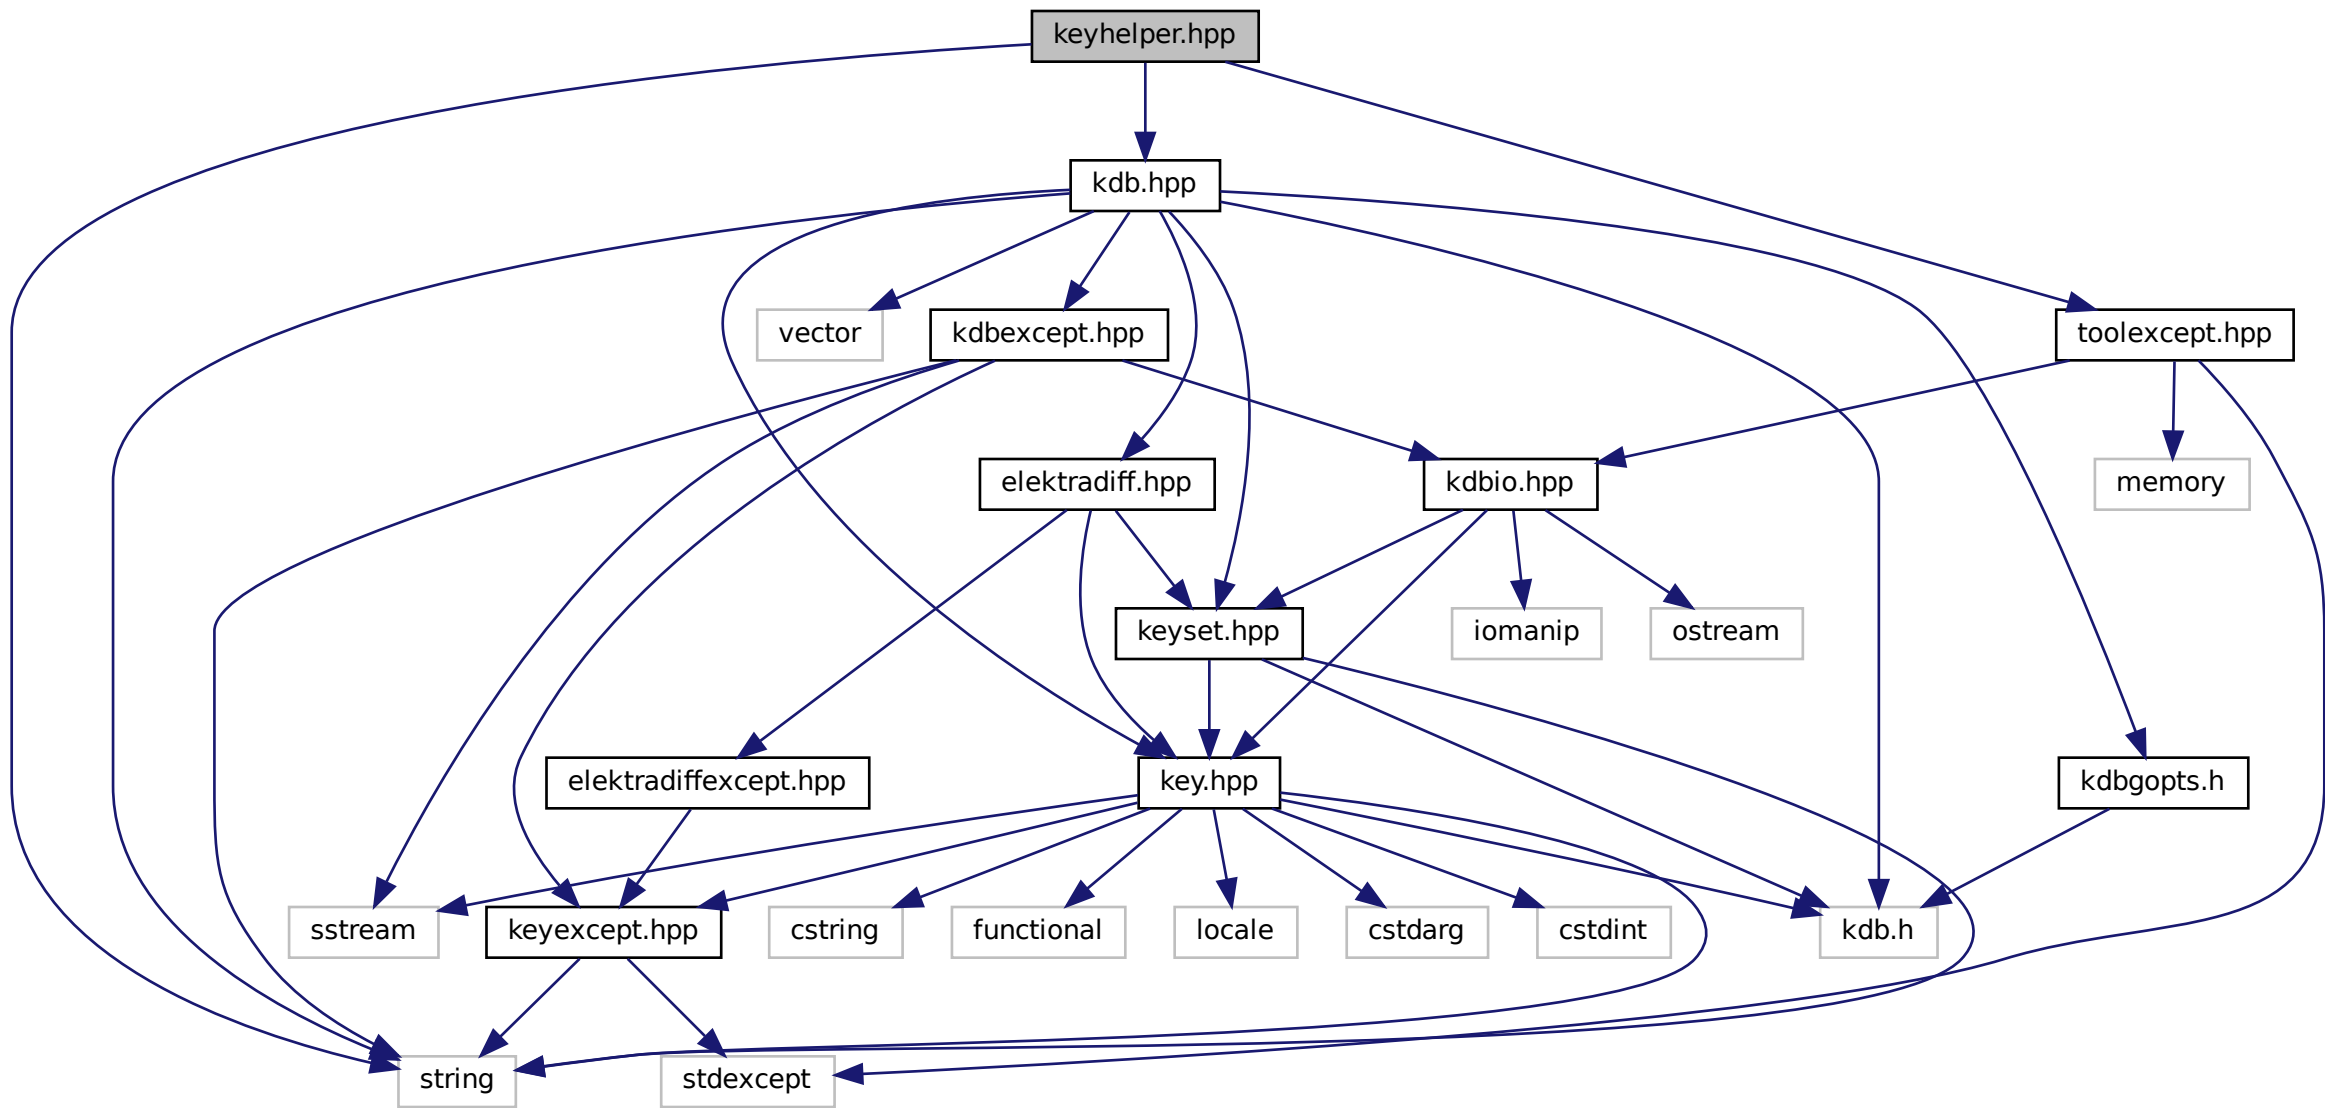 keyhelper.hpp
kdb.hpp
vector
kdbexcept.hpp
toolexcept.hpp
elektradiff.hpp
kdbio.hpp
memory
keyset.hpp
iomanip
ostream
elektradiffexcept.hpp
key.hpp
kdbgopts.h
sstream
keyexcept.hpp
cstring
functional
locale
cstdarg
cstdint
kdb.h
string
stdexcept